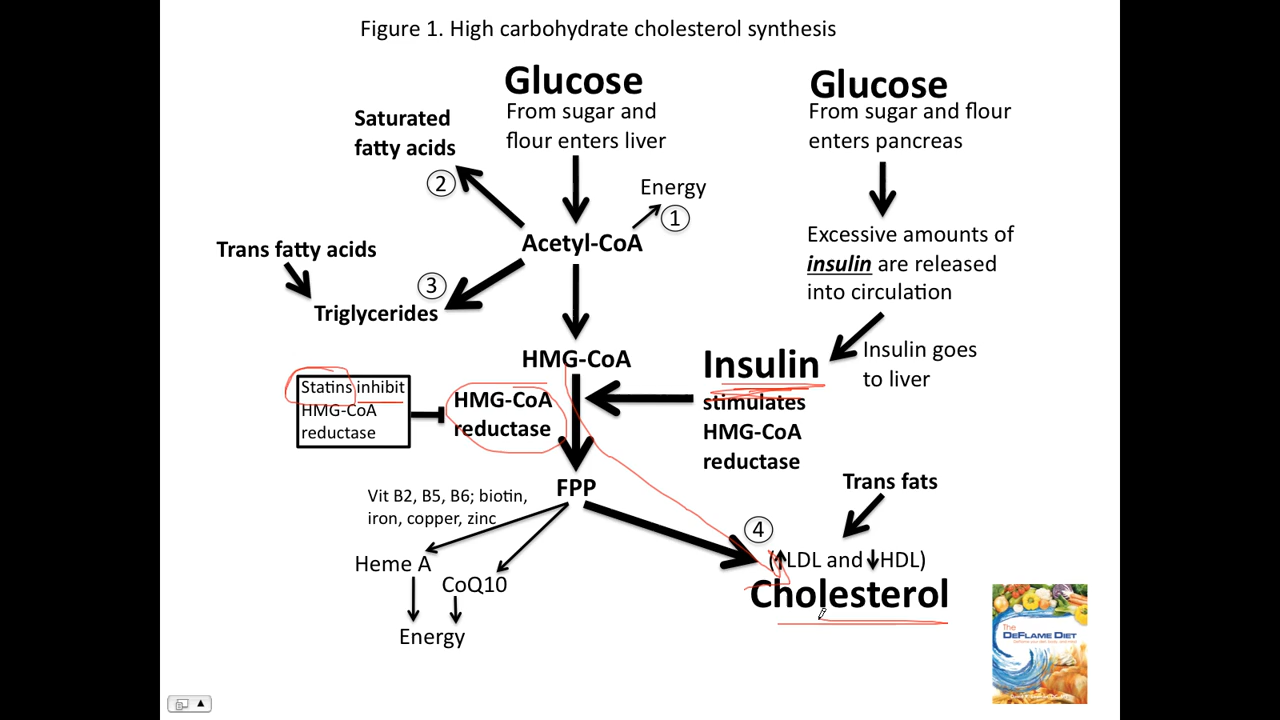 Figure 1. High carbohydrate cholesterol synthesis
Glucose
From sugar and
flour enters liver
Glucose
From sugar and flour
enters pancreas
Saturated
fatty acids
2
Energy
1
Acetyl-CoA
Trans fatty acids
3
Triglycerides
Excessive amounts of
insulin are released
into circulation
HMG-CoA
Insulin
Insulin goes
to liver
stimulates
HMG-CoA
reductase
Statins inhibit
HMG-CoA
reductase
HMG-CoA
reductase
FPP
Trans fats
Vit B2, B5, B6; biotin,
iron, copper, zinc
4
(↑LDL and ↓HDL)
Cholesterol
Heme A
CoQ10
Energy
The
DEFLAME DIET